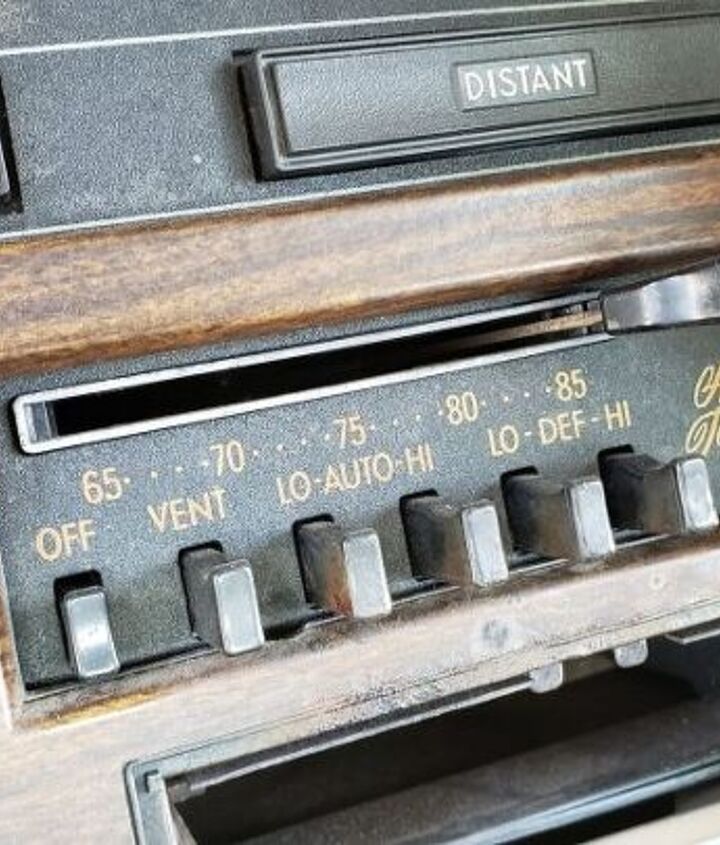 DISTANT
65· · · ·70· · · · ·75· · · · ·80· · · ·85
OFF VENT LO-AUTO-HI LO-DEF-HI